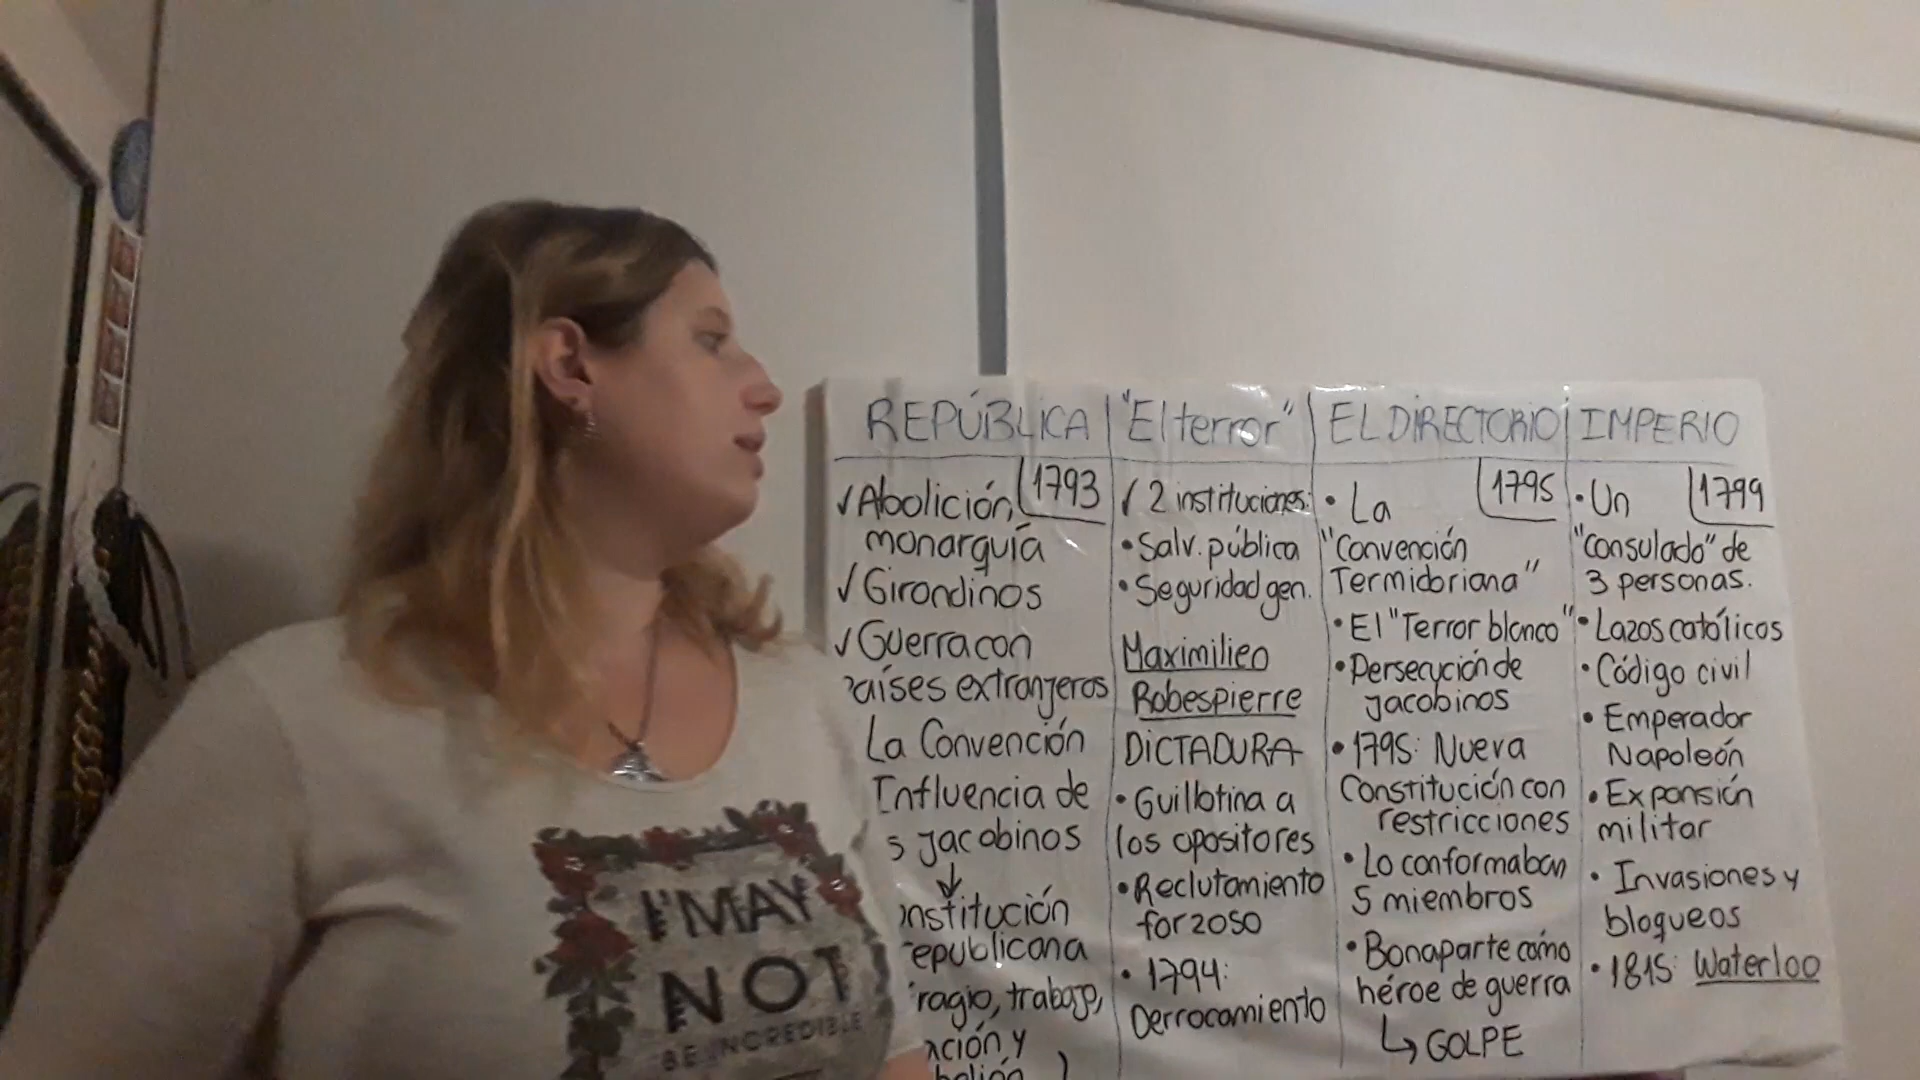 REPÚBLICA
1793
✓Abolición
monarquía
✓Girondinos
✓Guerra con
países extranjeros
La Convención
Influencia de
s jacobinos
↓
onstitución
republicana
ragio, trabajo,
ación y
"El terror"
✓ 2 instituciones:
• Salv. pública
• Seguridad gen.
Maximilien
Robespierre
DICTADURA
• Guillotina a
los opositores
• Reclutamiento
forzoso
• 1794:
Derrocamiento
EL DIRECTORIO
1795
• La
"Convención
Termidoriana"
• El "Terror blanco"
• Persecución de
jacobinos
• 1795: Nueva
Constitución con
restricciones
• Lo conformaban
5 miembros
• Bonaparte como
héroe de guerra
↳ GOLPE
IMPERIO
1799
• Un
"consulado" de
3 personas.
• Lazos católicos
• Código civil
• Emperador
Napoleón
• Expansión
militar
• Invasiones y
bloqueos
• 1815: Waterloo
I MAY
NOT
BE INCREDIBLE